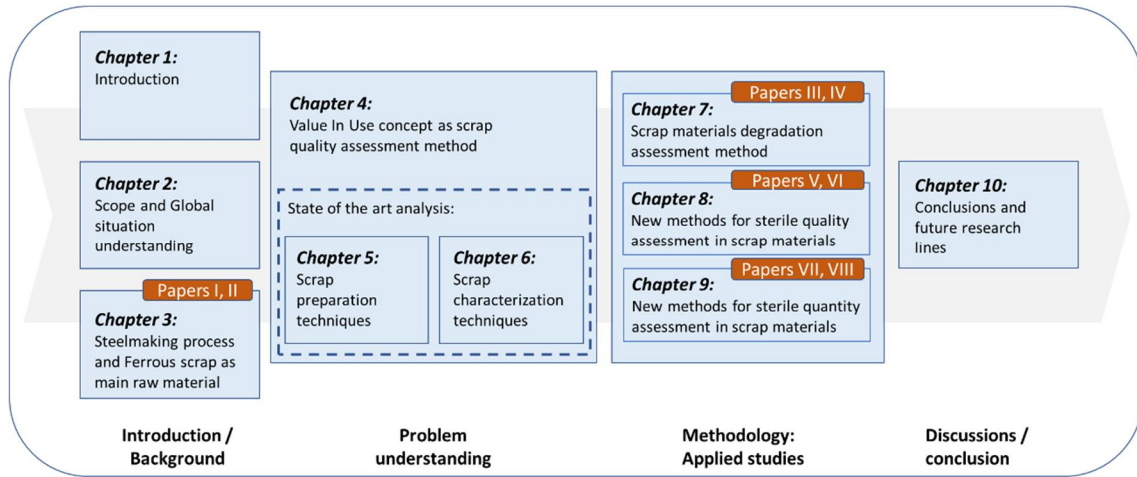 Chapter 1:
Introduction
Chapter 2:
Scope and Global
situation
understanding
Papers I, II
Chapter 3:
Steelmaking process
and Ferrous scrap as
main raw material
Introduction /
Background
Chapter 4:
Value In Use concept as scrap
quality assessment method
State of the art analysis:
Chapter 5:
Scrap
preparation
techniques
Chapter 6:
Scrap
characterization
techniques
Problem
understanding
Papers III, IV
Chapter 7:
Scrap materials degradation
assessment method
Papers V, VI
Chapter 8:
New methods for sterile quality
assessment in scrap materials
Papers VII, VIII
Chapter 9:
New methods for sterile quantity
assessment in scrap materials
Methodology:
Applied studies
Chapter 10:
Conclusions and
future research
lines
Discussions /
conclusion